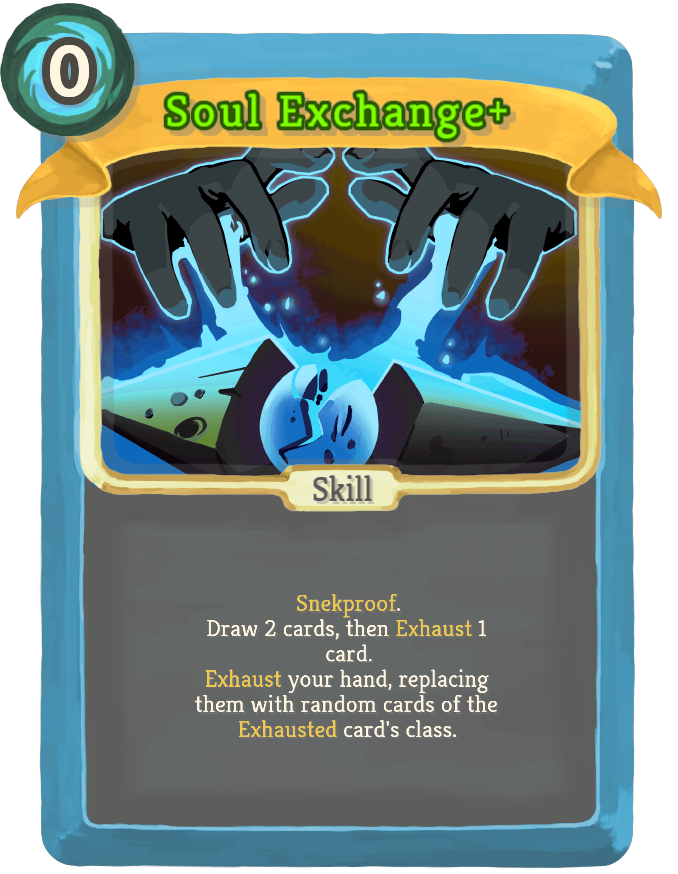 0
Soul Exchange+
Skill
Snekproof.
Draw 2 cards, then Exhaust 1
card.
Exhaust your hand, replacing
them with random cards of the
Exhausted card's class.